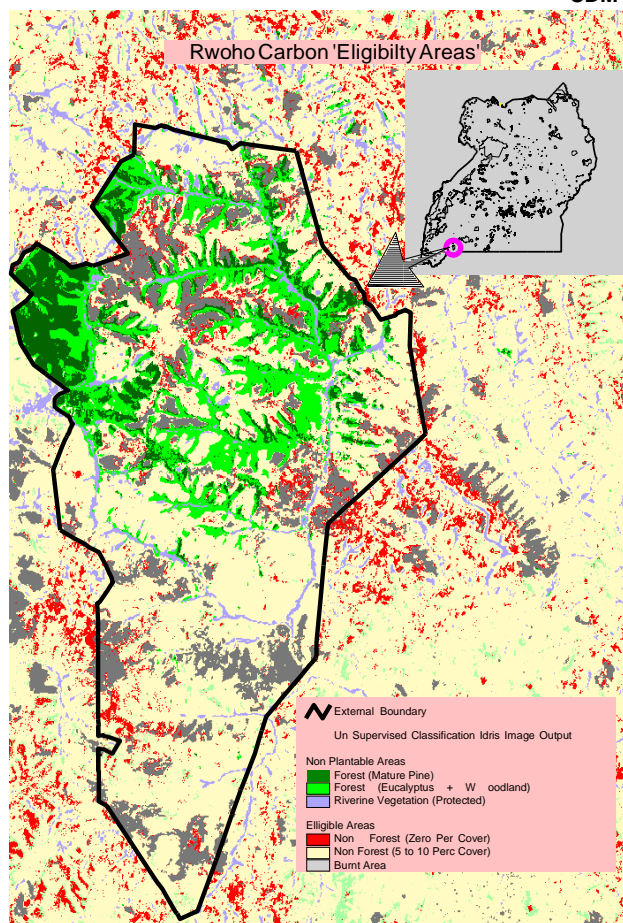 Rwoho Carbon 'Eligibilty Areas'
External Boundary
Un Supervised Classification Idris Image Output
Non Plantable Areas
Forest (Mature Pine)
Forest (Eucalyptus + W oodland)
Riverine Vegetation (Protected)
Elligible Areas
Non Forest (Zero Per Cover)
Non Forest (5 to 10 Perc Cover)
Burnt Area